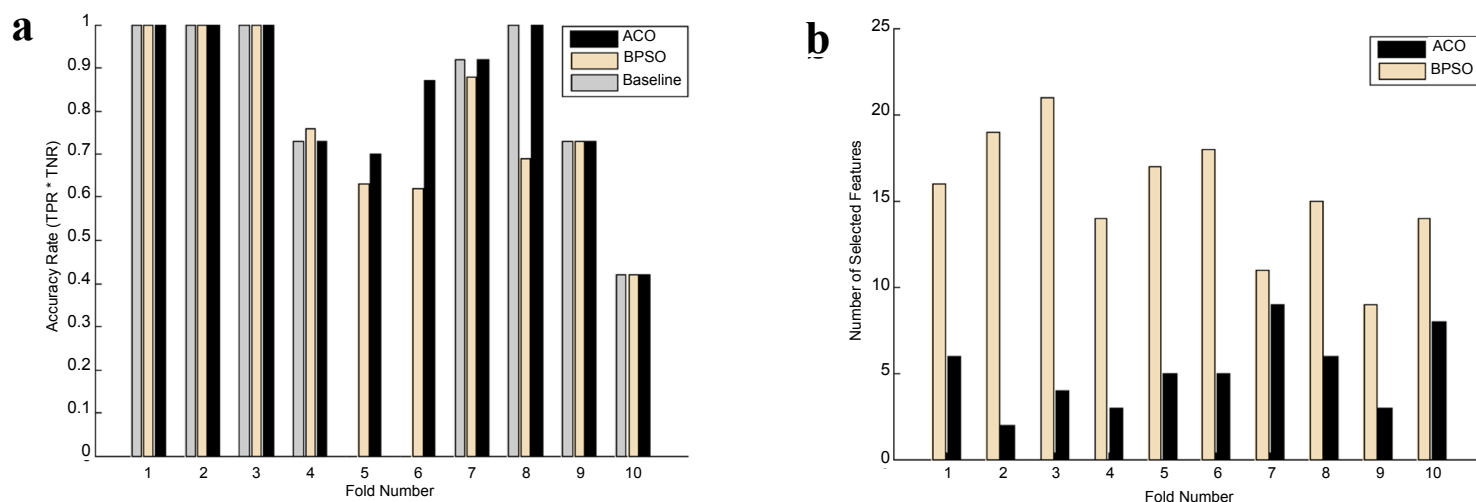 a
Accuracy Rate (TPR * TNR)
1
0.9
0.8
0.7
0.6
0.5
0.4
0.3
0.2
0.1
0
ACO
BPSO
Baseline
1 2 3 4 5 6 7 8 9 10
Fold Number
b
Number of Selected Features
25
20
15
10
5
0
ACO
BPSO
1 2 3 4 5 6 7 8 9 10
Fold Number